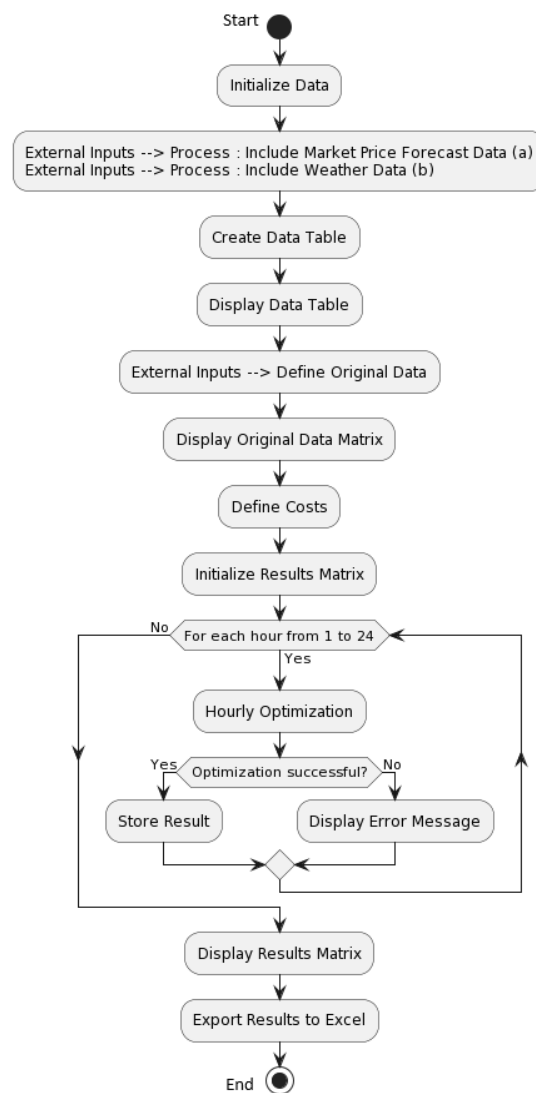 Start
Initialize Data
External Inputs --> Process : Include Market Price Forecast Data (a)
External Inputs --> Process : Include Weather Data (b)
Create Data Table
Display Data Table
External Inputs --> Define Original Data
Display Original Data Matrix
Define Costs
Initialize Results Matrix
No
For each hour from 1 to 24
Yes
Hourly Optimization
Yes
Optimization successful?
No
Store Result
Display Error Message
Display Results Matrix
Export Results to Excel
End